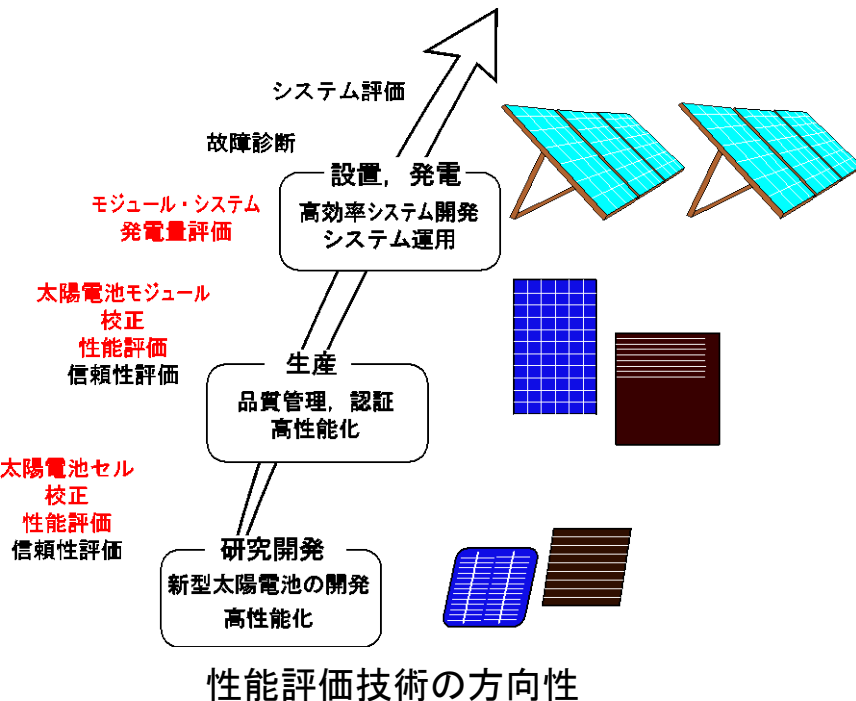 システム評価
故障診断
設置，発電
高効率システム開発
システム運用
モジュール・システム
発電量評価
太陽電池モジュール
校正
性能評価
信頼性評価
生産
品質管理，認証
高性能化
太陽電池セル
校正
性能評価
信頼性評価
研究開発
新型太陽電池の開発
高性能化
性能評価技術の方向性